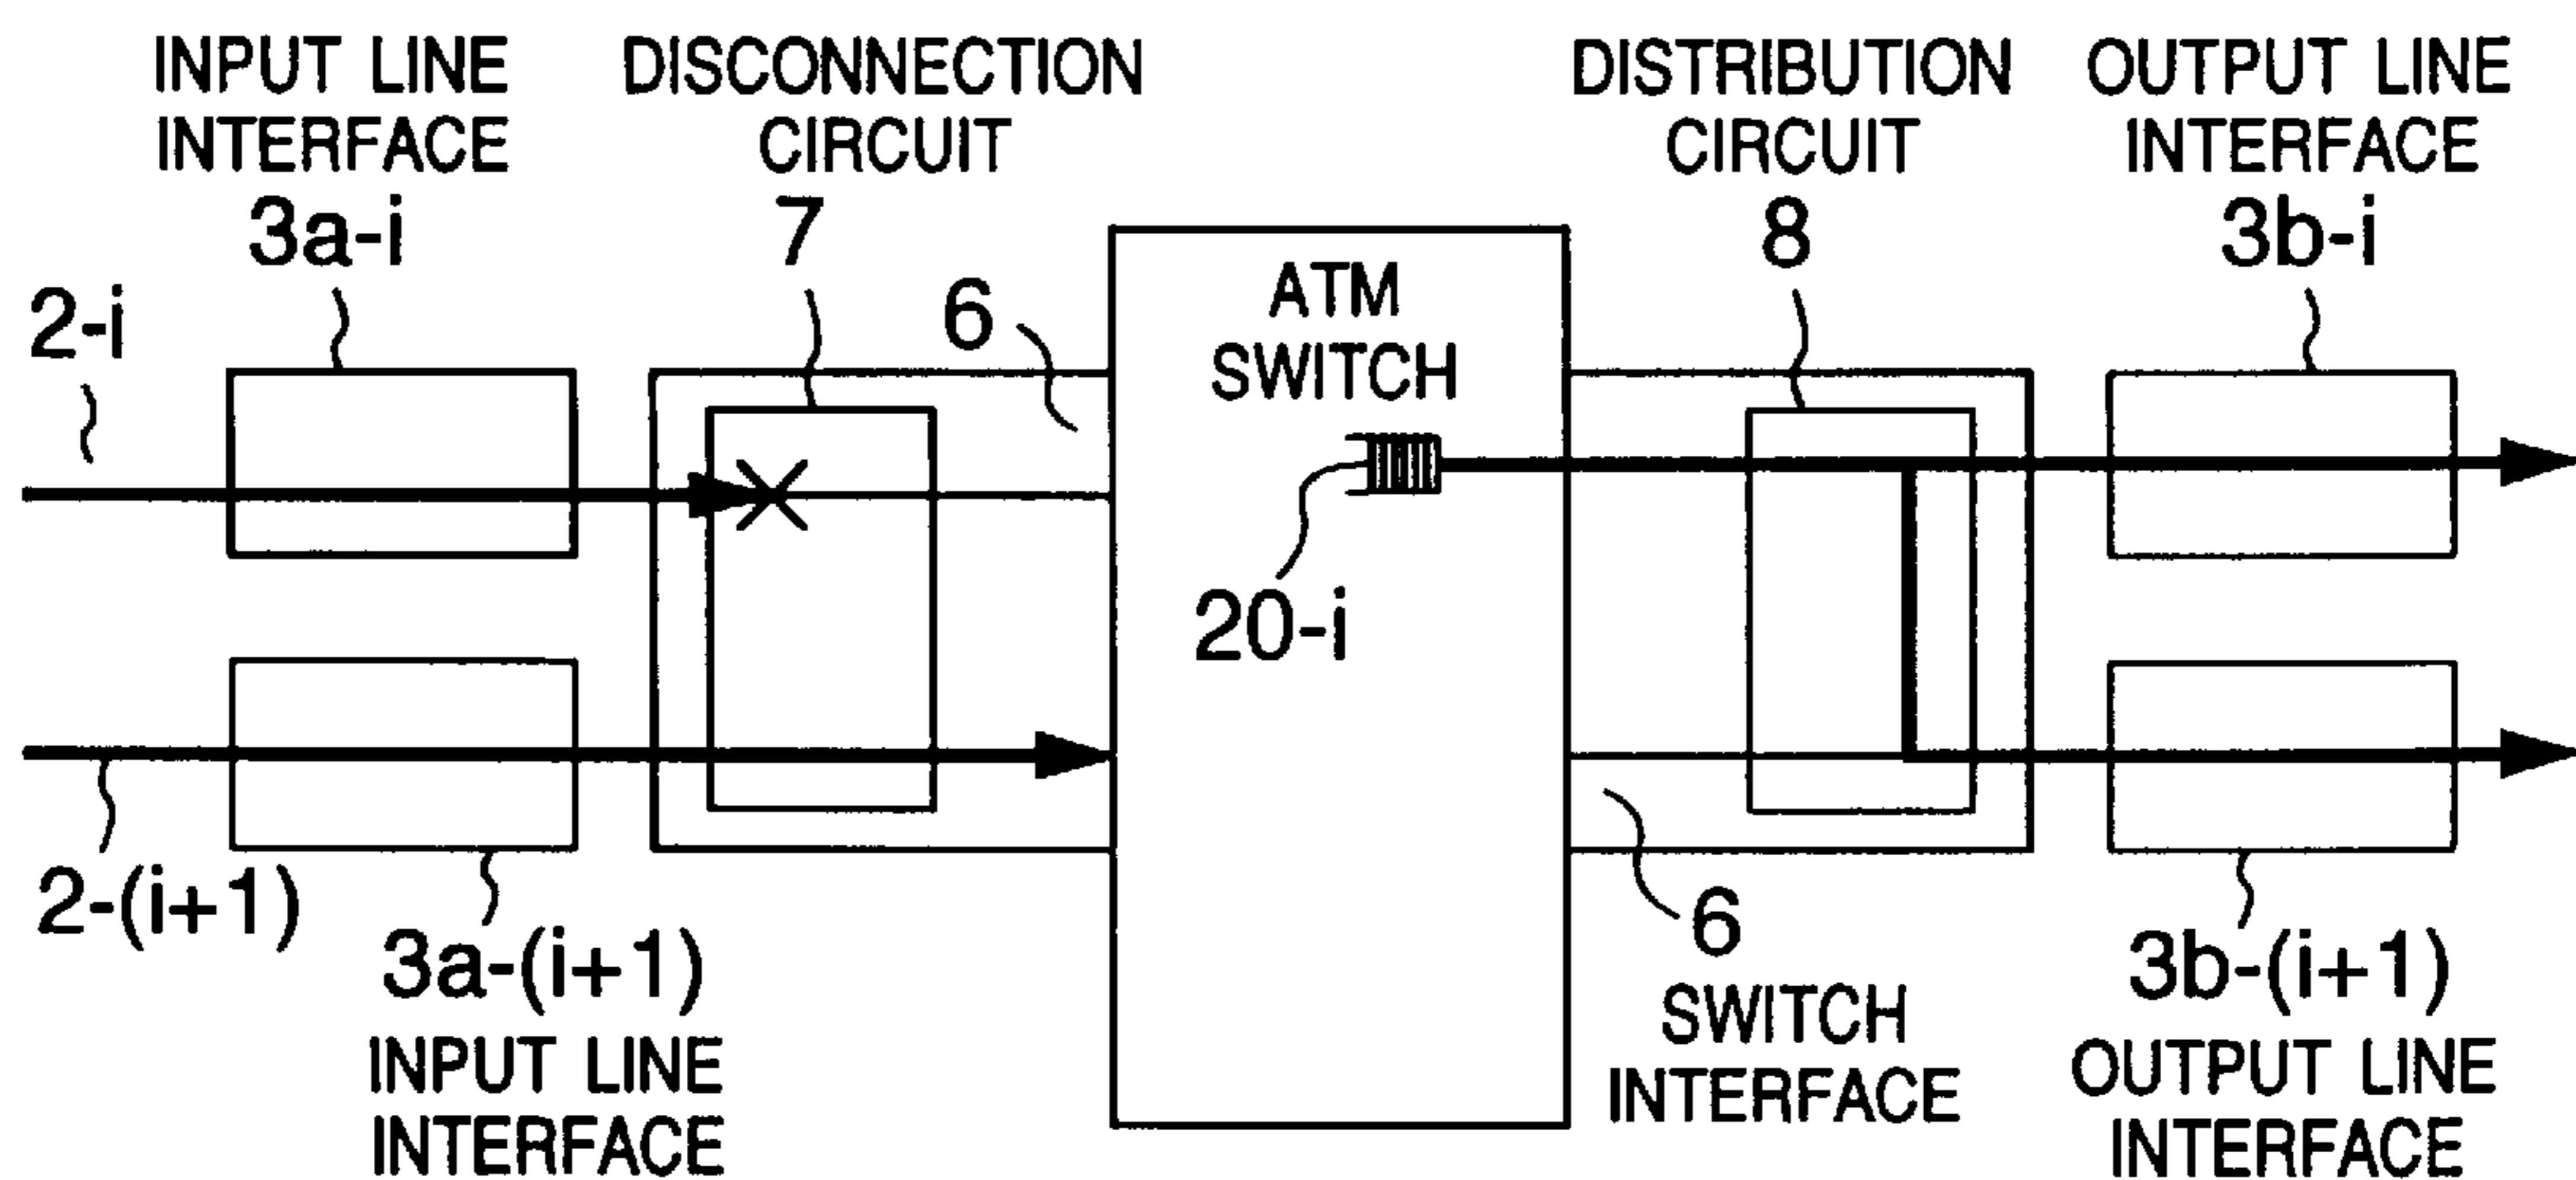 INPUT LINE
INTERFACE
3a-i
DISCONNECTION
CIRCUIT
7
DISTRIBUTION
CIRCUIT
8
OUTPUT LINE
INTERFACE
3b-i
2-i
6
ATM
SWITCH
20-i
2-(i+1)
3a-(i+1)
INPUT LINE
INTERFACE
6
SWITCH
INTERFACE
3b-(i+1)
OUTPUT LINE
INTERFACE